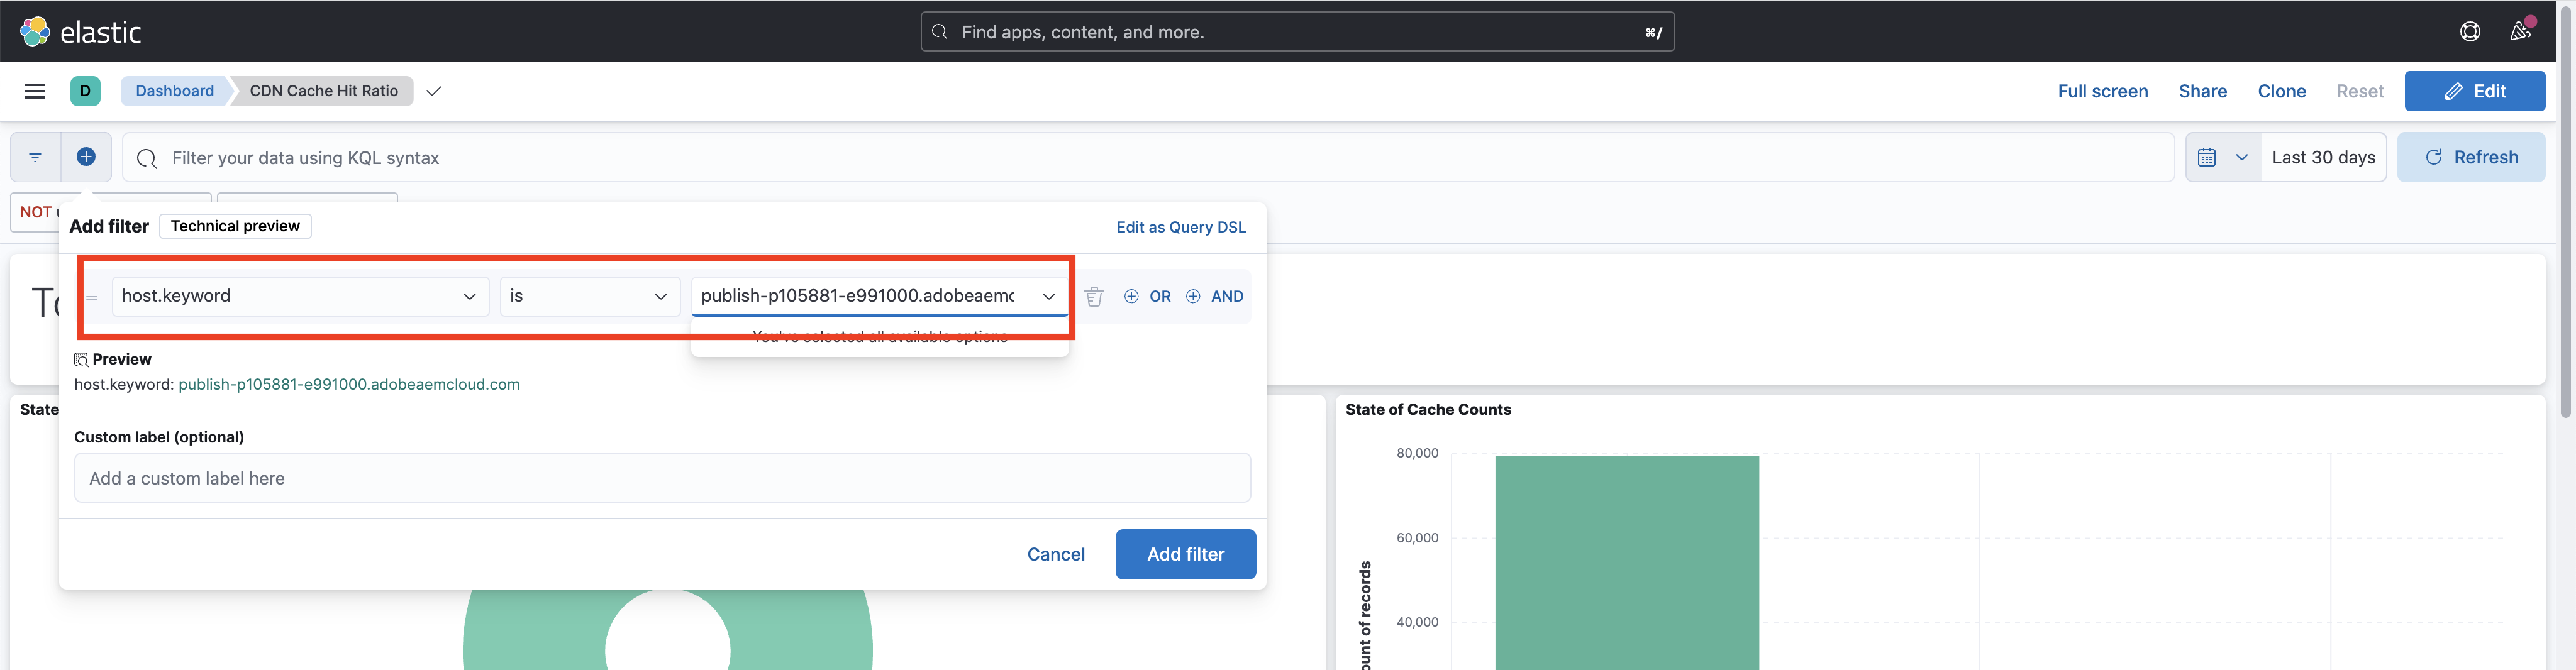 elastic
Find apps, content, and more.
⌘/
D
Dashboard
CDN Cache Hit Ratio
Full screen
Share
Clone
Reset
Edit
Filter your data using KQL syntax
Last 30 days
Refresh
NOT
Add filter
Technical preview
Edit as Query DSL
host.keyword
is
publish-p105881-e991000.adobeaemc
OR
AND
You've selected all available options
Preview
host.keyword: publish-p105881-e991000.adobeaemcloud.com
Custom label (optional)
Add a custom label here
Cancel
Add filter
State
State of Cache Counts
80,000
60,000
40,000
ount of records